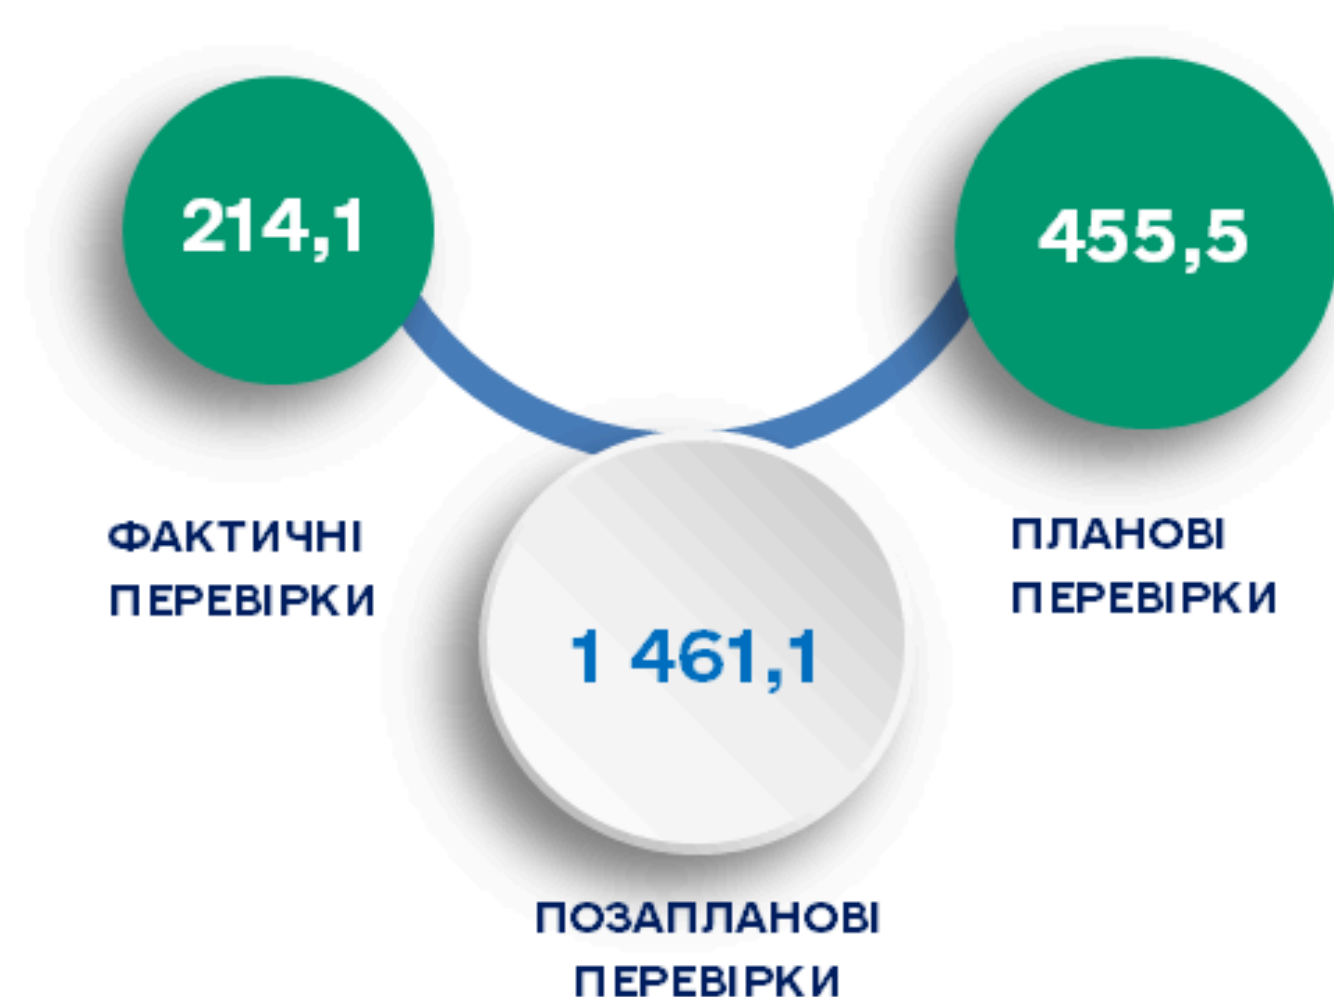 214,1
ФАКТИЧНІ
ПЕРЕВІРКИ
455,5
ПЛАНОВІ
ПЕРЕВІРКИ
1 461,1
ПОЗАПЛАНОВІ
ПЕРЕВІРКИ